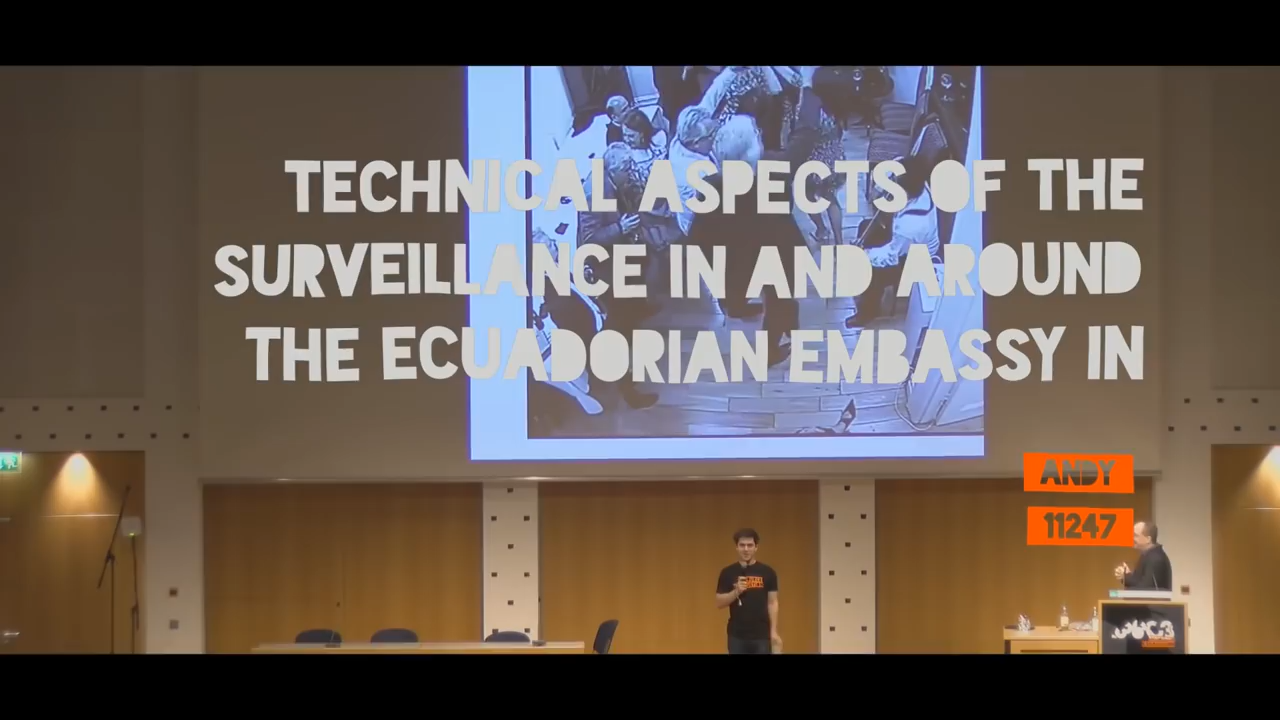 TECHNICAL ASPECTS OF THE
SURVEILLANCE IN AND AROUND
THE ECUADORIAN EMBASSY IN
ANDY
11247